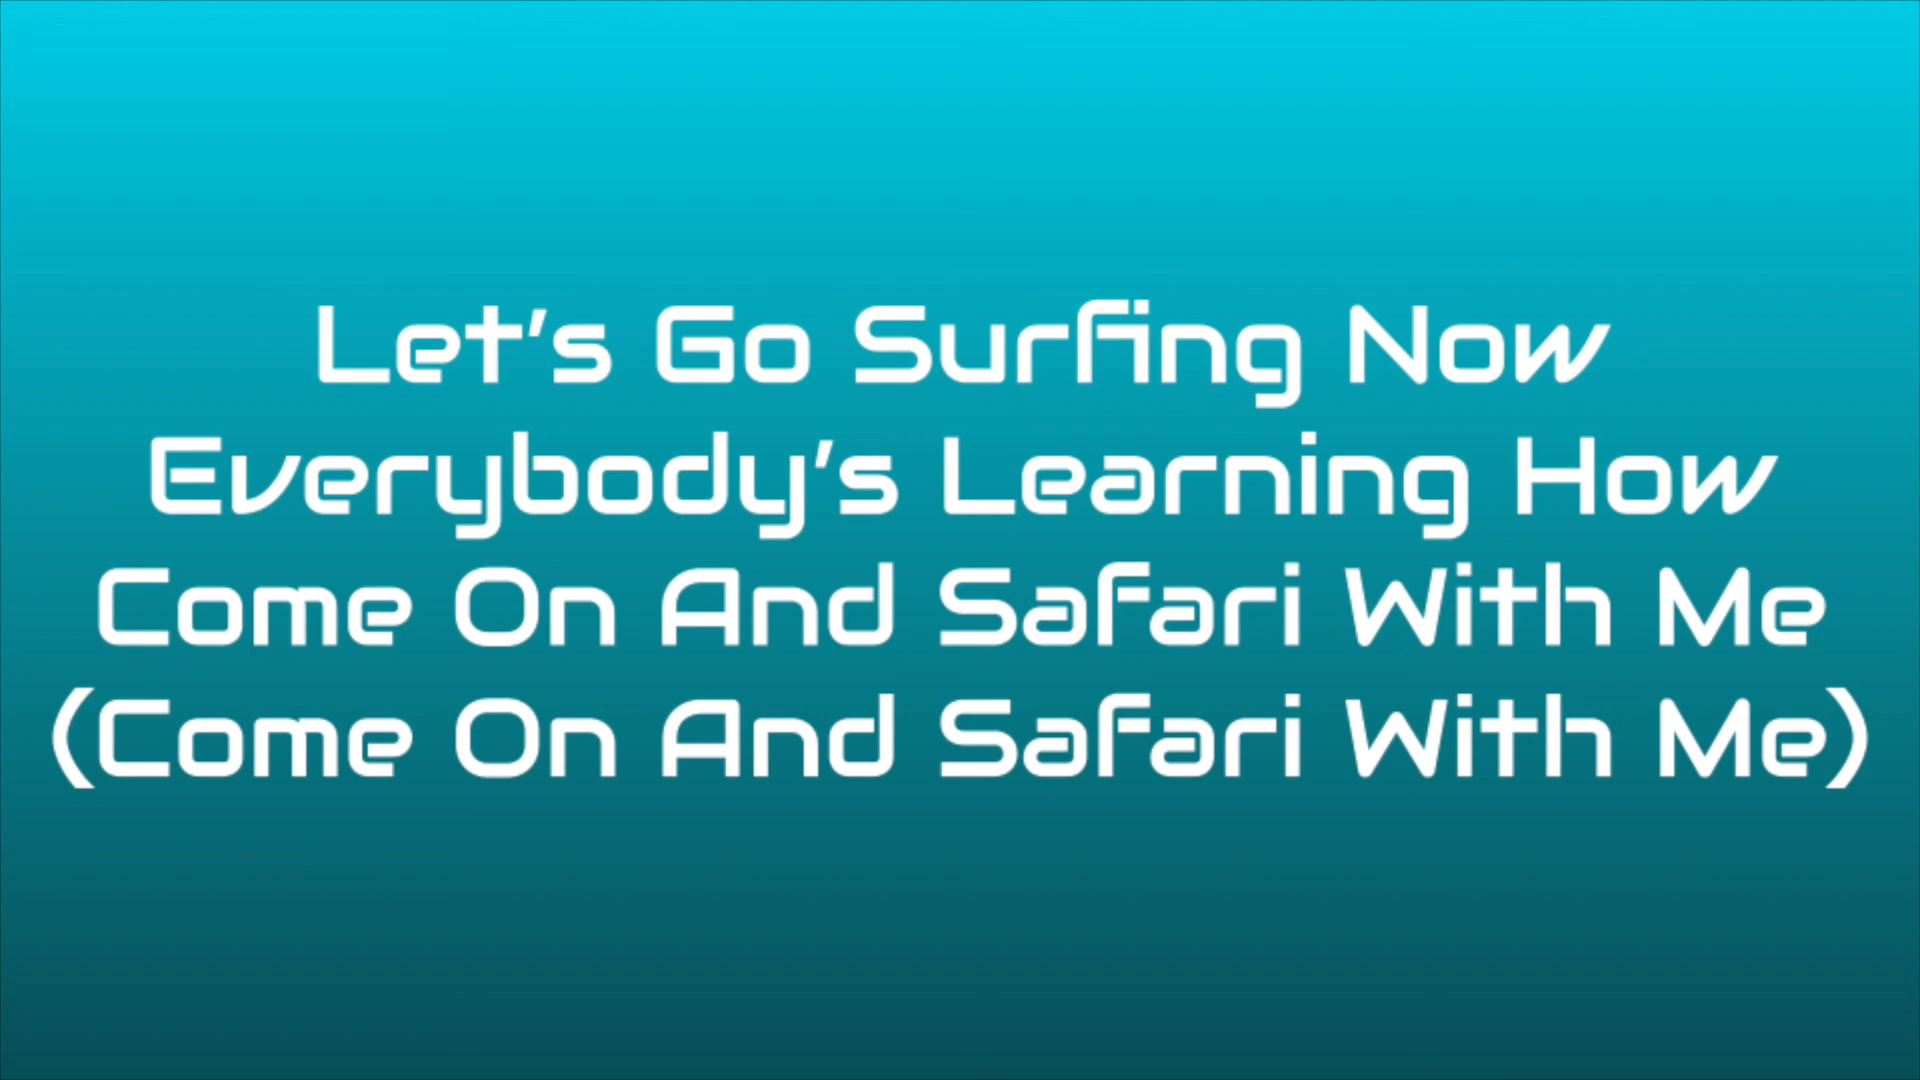 Let's Go Surfing Now
Everybody's Learning How
Come On And Safari With Me
(Come On And Safari With Me)